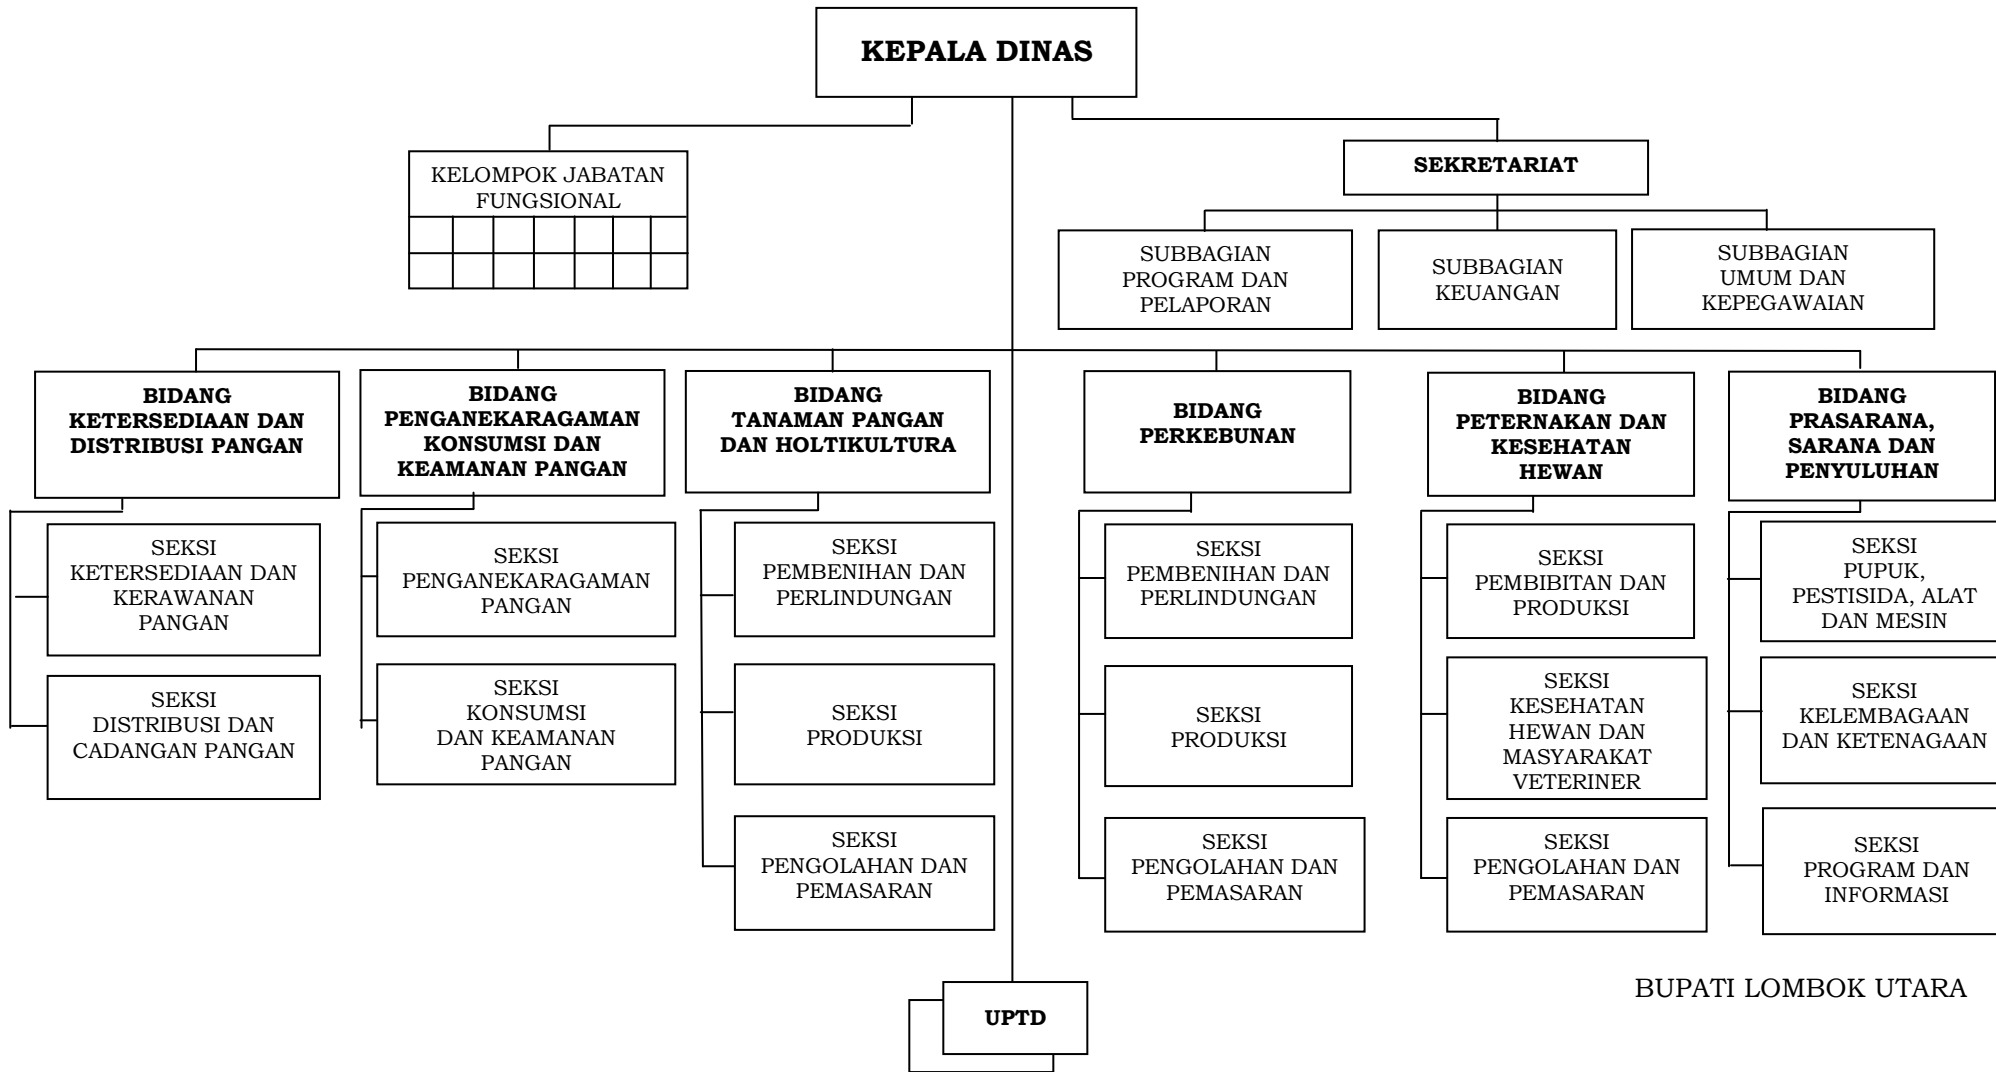 KEPALA DINAS
KELOMPOK JABATAN
FUNGSIONAL
SEKRETARIAT
SUBBAGIAN
PROGRAM DAN
PELAPORAN
SUBBAGIAN
KEUANGAN
SUBBAGIAN
UMUM DAN
KEPEGAWAIAN
BIDANG
KETERSEDIAAN DAN
DISTRIBUSI PANGAN
BIDANG
PENGANEKARAGAMAN
KONSUMSI DAN
KEAMANAN PANGAN
BIDANG
TANAMAN PANGAN
DAN HOLTIKULTURA
BIDANG
PERKEBUNAN
BIDANG
PETERNAKAN DAN
KESEHATAN
HEWAN
BIDANG
PRASARANA,
SARANA DAN
PENYULUHAN
SEKSI
KETERSEDIAAN DAN
KERAWANAN
PANGAN
SEKSI
DISTRIBUSI DAN
CADANGAN PANGAN
SEKSI
PENGANEKARAGAMAN
PANGAN
SEKSI
KONSUMSI
DAN KEAMANAN
PANGAN
SEKSI
PEMBENIHAN DAN
PERLINDUNGAN
SEKSI
PRODUKSI
SEKSI
PENGOLAHAN DAN
PEMASARAN
SEKSI
PEMBENIHAN DAN
PERLINDUNGAN
SEKSI
PRODUKSI
SEKSI
PENGOLAHAN DAN
PEMASARAN
SEKSI
PEMBIBITAN DAN
PRODUKSI
SEKSI
KESEHATAN
HEWAN DAN
MASYARAKAT
VETERINER
SEKSI
PENGOLAHAN DAN
PEMASARAN
SEKSI
PUPUK,
PESTISIDA, ALAT
DAN MESIN
SEKSI
KELEMBAGAAN
DAN KETENAGAAN
SEKSI
PROGRAM DAN
INFORMASI
UPTD
BUPATI LOMBOK UTARA